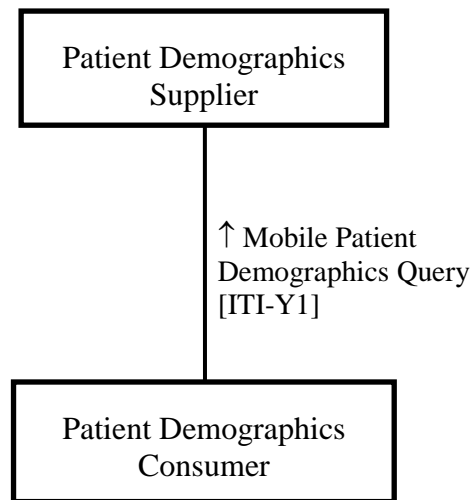 Patient Demographics
Supplier
↑ Mobile Patient
Demographics Query
[ITI-Y1]
Patient Demographics
Consumer